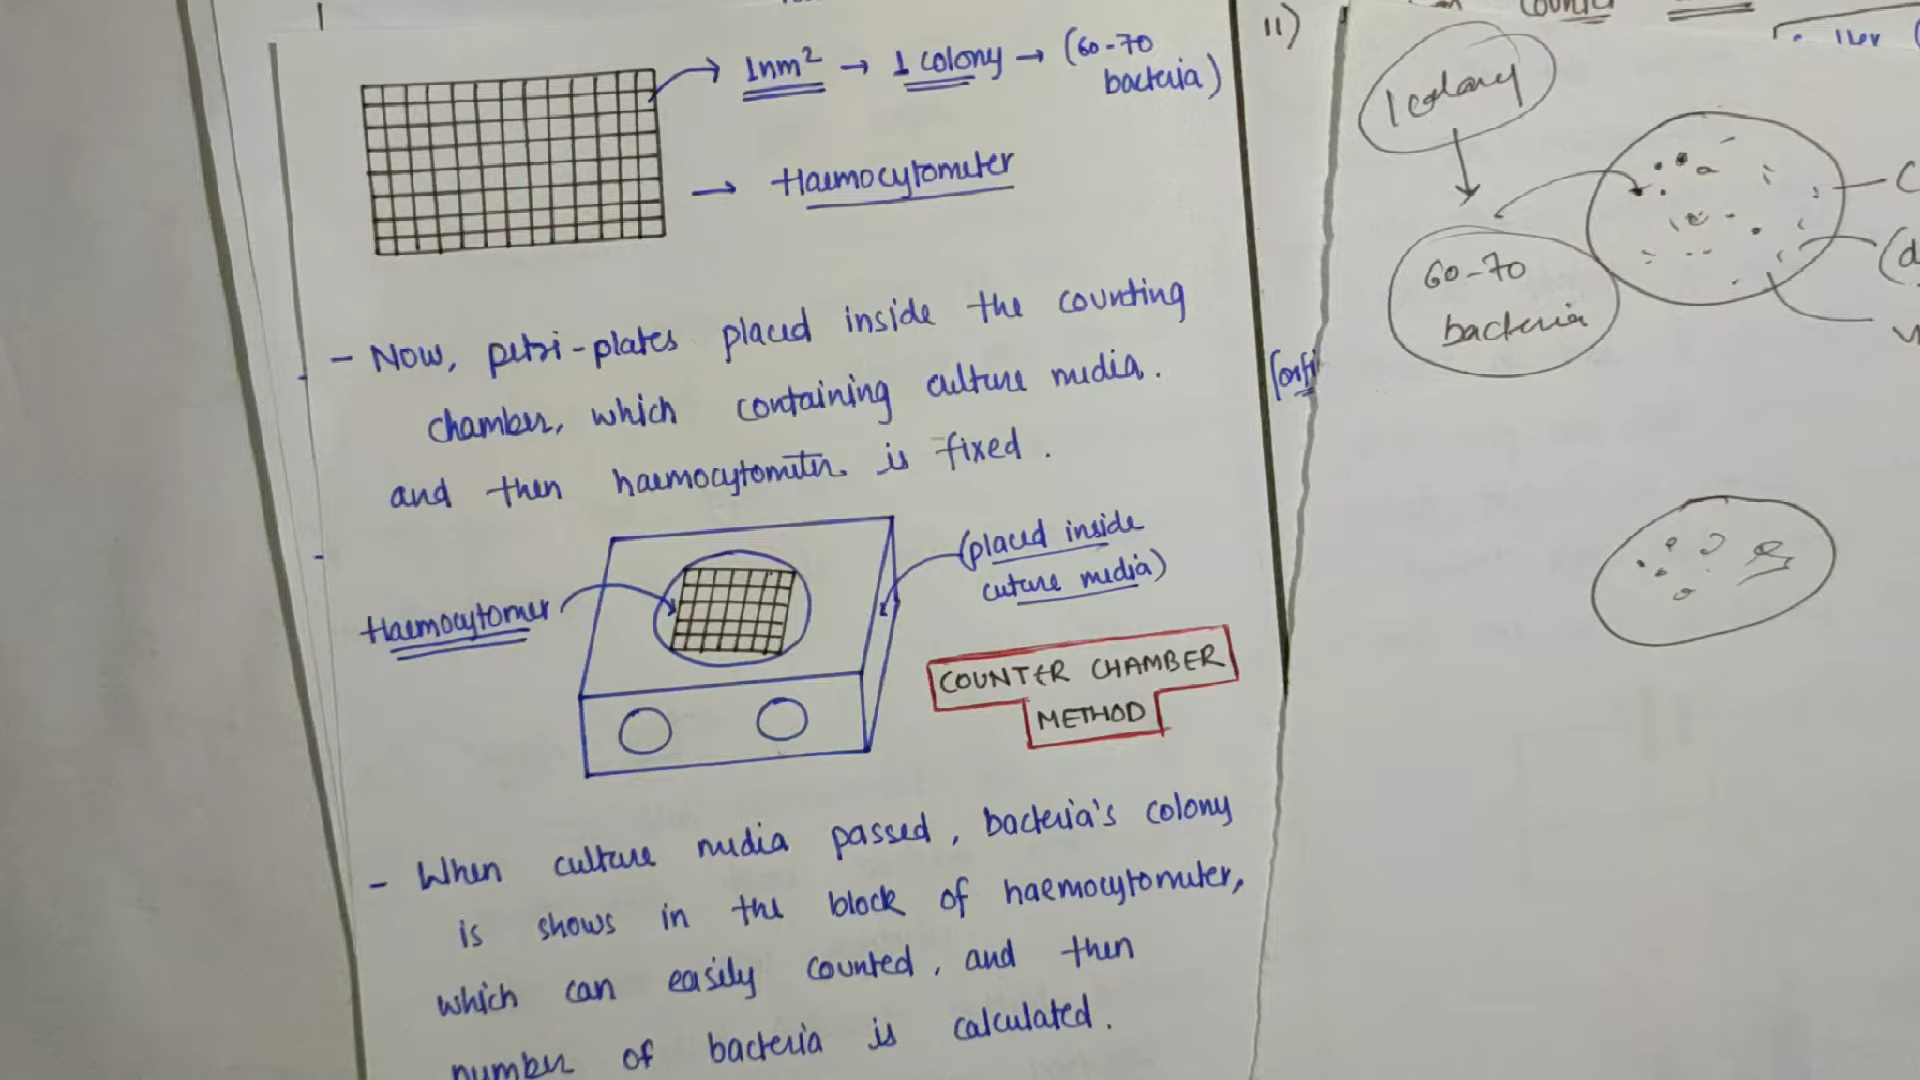 1nm² → 1 colony → (60-70
bacteria)
→ Haemocytometer
- Now, petri-plates placed inside the counting
chamber, which containing culture media.
and then haemocytometer is fixed.
(placed inside
cuture media)
Haemocytomer
COUNTER CHAMBER
METHOD
- When culture media passed, bacteria's colony
is shows in the block of haemocytometer,
which can easily counted, and then
number of bacteria is calculated.
11)
1 colony
60-70
bacteria